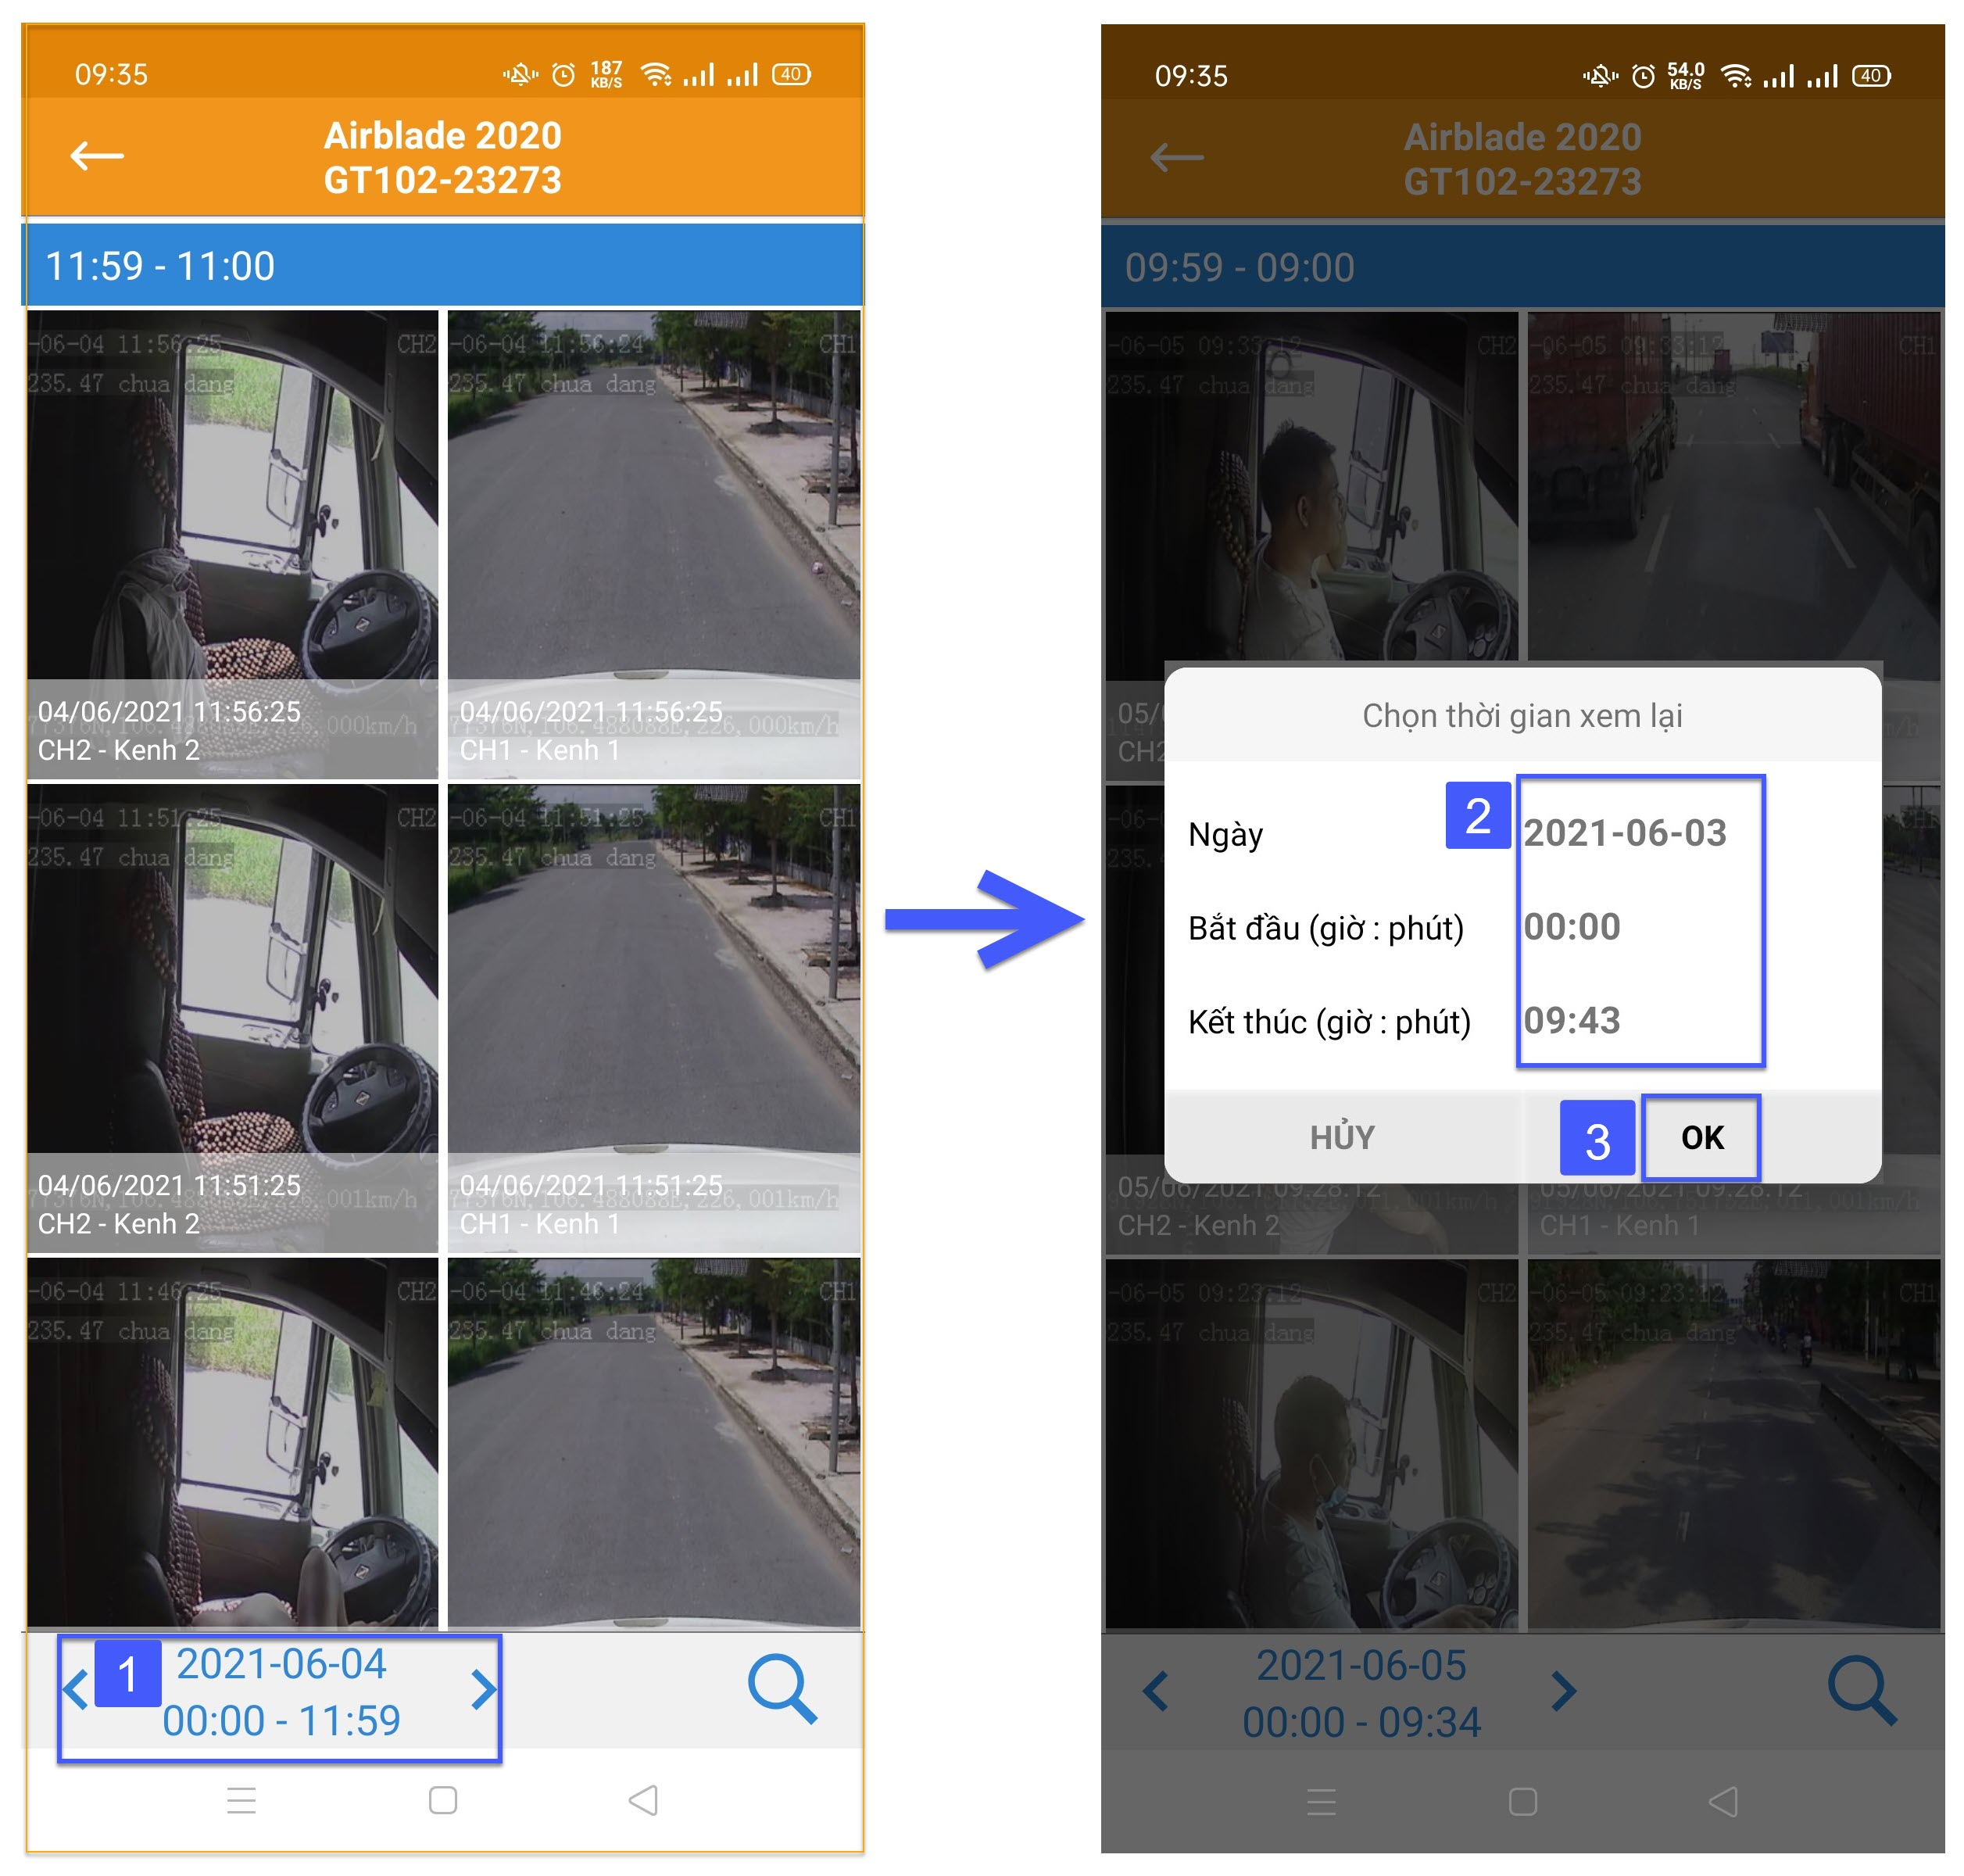 09:35
187
KB/S
40
Airblade 2020
GT102-23273
11:59 - 11:00
-06-04 11:56:25 CH2
235.47 chua dang
04/06/2021 11:56:25
CH2 - Kenh 2
-06-04 11:56:24 CH1
235.47 chua dang
04/06/2021 11:56:25
CH1 - Kenh 1
-06-04 11:51:25 CH2
235.47 chua dang
04/06/2021 11:51:25
CH2 - Kenh 2
-06-04 11:51:25 CH1
235.47 chua dang
04/06/2021 11:51:25
CH1 - Kenh 1
-06-04 11:46:25 CH2
235.47 chua dang
-06-04 11:46:24 CH1
235.47 chua dang
1
2021-06-04
00:00 - 11:59
09:35
54.0
KB/S
40
Airblade 2020
GT102-23273
09:59 - 09:00
-06-05 09:33:12 CH2
235.47 chua dang
-06-05 09:33:12 CH1
235.47 chua dang
Chọn thời gian xem lại
Ngày
2
2021-06-03
Bắt đầu (giờ : phút)
00:00
Kết thúc (giờ : phút)
09:43
HỦY
3
OK
05/06/2021 09:28:12
CH2 - Kenh 2
05/06/2021 09:28:12
CH1 - Kenh 1
-06-05 09:23:12 CH2
235.47 chua dang
-06-05 09:23:12 CH1
235.47 chua dang
2021-06-05
00:00 - 09:34